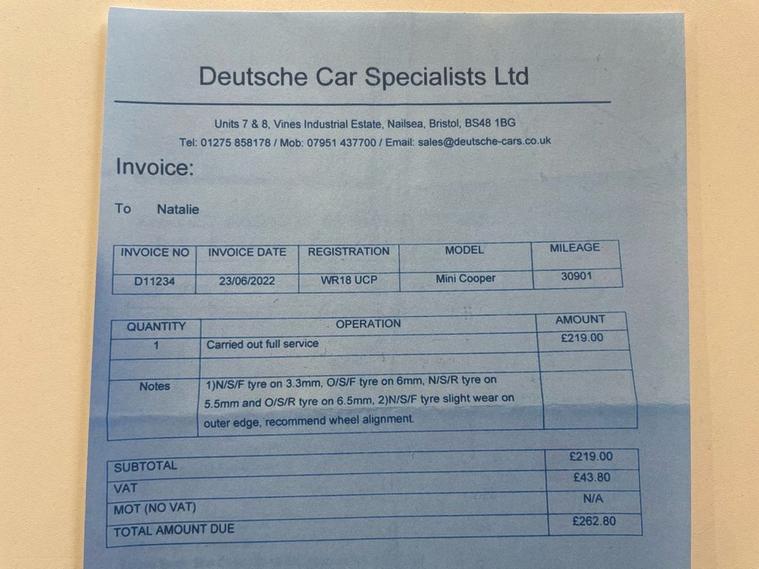 Deutsche Car Specialists Ltd
Units 7 & 8, Vines Industrial Estate, Nailsea, Bristol, BS48 1BG
Tel: 01275 858178 / Mob: 07951 437700 / Email: sales@deutsche-cars.co.uk
Invoice:
To Natalie
INVOICE NO INVOICE DATE REGISTRATION MODEL MILEAGE
D11234 23/06/2022 WR18 UCP Mini Cooper 30901
QUANTITY OPERATION AMOUNT
1 Carried out full service £219.00
Notes 1)N/S/F tyre on 3.3mm, O/S/F tyre on 6mm, N/S/R tyre on
5.5mm and O/S/R tyre on 6.5mm, 2)N/S/F tyre slight wear on
outer edge, recommend wheel alignment.
SUBTOTAL £219.00
VAT £43.80
MOT (NO VAT) N/A
TOTAL AMOUNT DUE £262.80